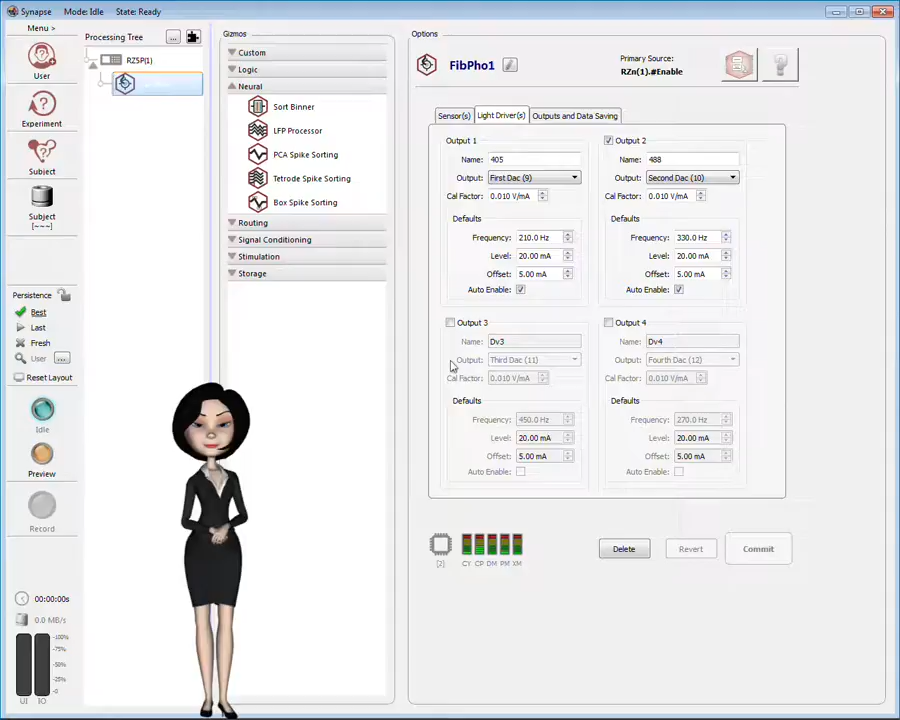 Synapse Mode: Idle State: Ready
Menu >
User
Experiment
Subject
Subject
[~~~]
Persistence
Best
Last
Fresh
User ...
Reset Layout
Idle
Preview
Record
00:00:00s
0.0 MB/s
-100%
-75%
-50%
-25%
-0
UI IO
Processing Tree ...
RZ5P(1)
Gizmos
Custom
Logic
Neural
Sort Binner
LFP Processor
PCA Spike Sorting
Tetrode Spike Sorting
Box Spike Sorting
Routing
Signal Conditioning
Stimulation
Storage
Options
FibPho1
Primary Source:
RZn(1).#Enable
Sensor(s) Light Driver(s) Outputs and Data Saving
Output 1
Name: 405
Output: First Dac (9)
Cal Factor: 0.010 V/mA
Defaults
Frequency: 210.0 Hz
Level: 20.00 mA
Offset: 5.00 mA
Auto Enable:
Output 2
Name: 488
Output: Second Dac (10)
Cal Factor: 0.010 V/mA
Defaults
Frequency: 330.0 Hz
Level: 20.00 mA
Offset: 5.00 mA
Auto Enable:
Output 3
Name: Dv3
Output: Third Dac (11)
Cal Factor: 0.010 V/mA
Defaults
Frequency: 450.0 Hz
Level: 20.00 mA
Offset: 5.00 mA
Auto Enable:
Output 4
Name: Dv4
Output: Fourth Dac (12)
Cal Factor: 0.010 V/mA
Defaults
Frequency: 270.0 Hz
Level: 20.00 mA
Offset: 5.00 mA
Auto Enable:
[2] CY CP DM PM XM
Delete Revert Commit